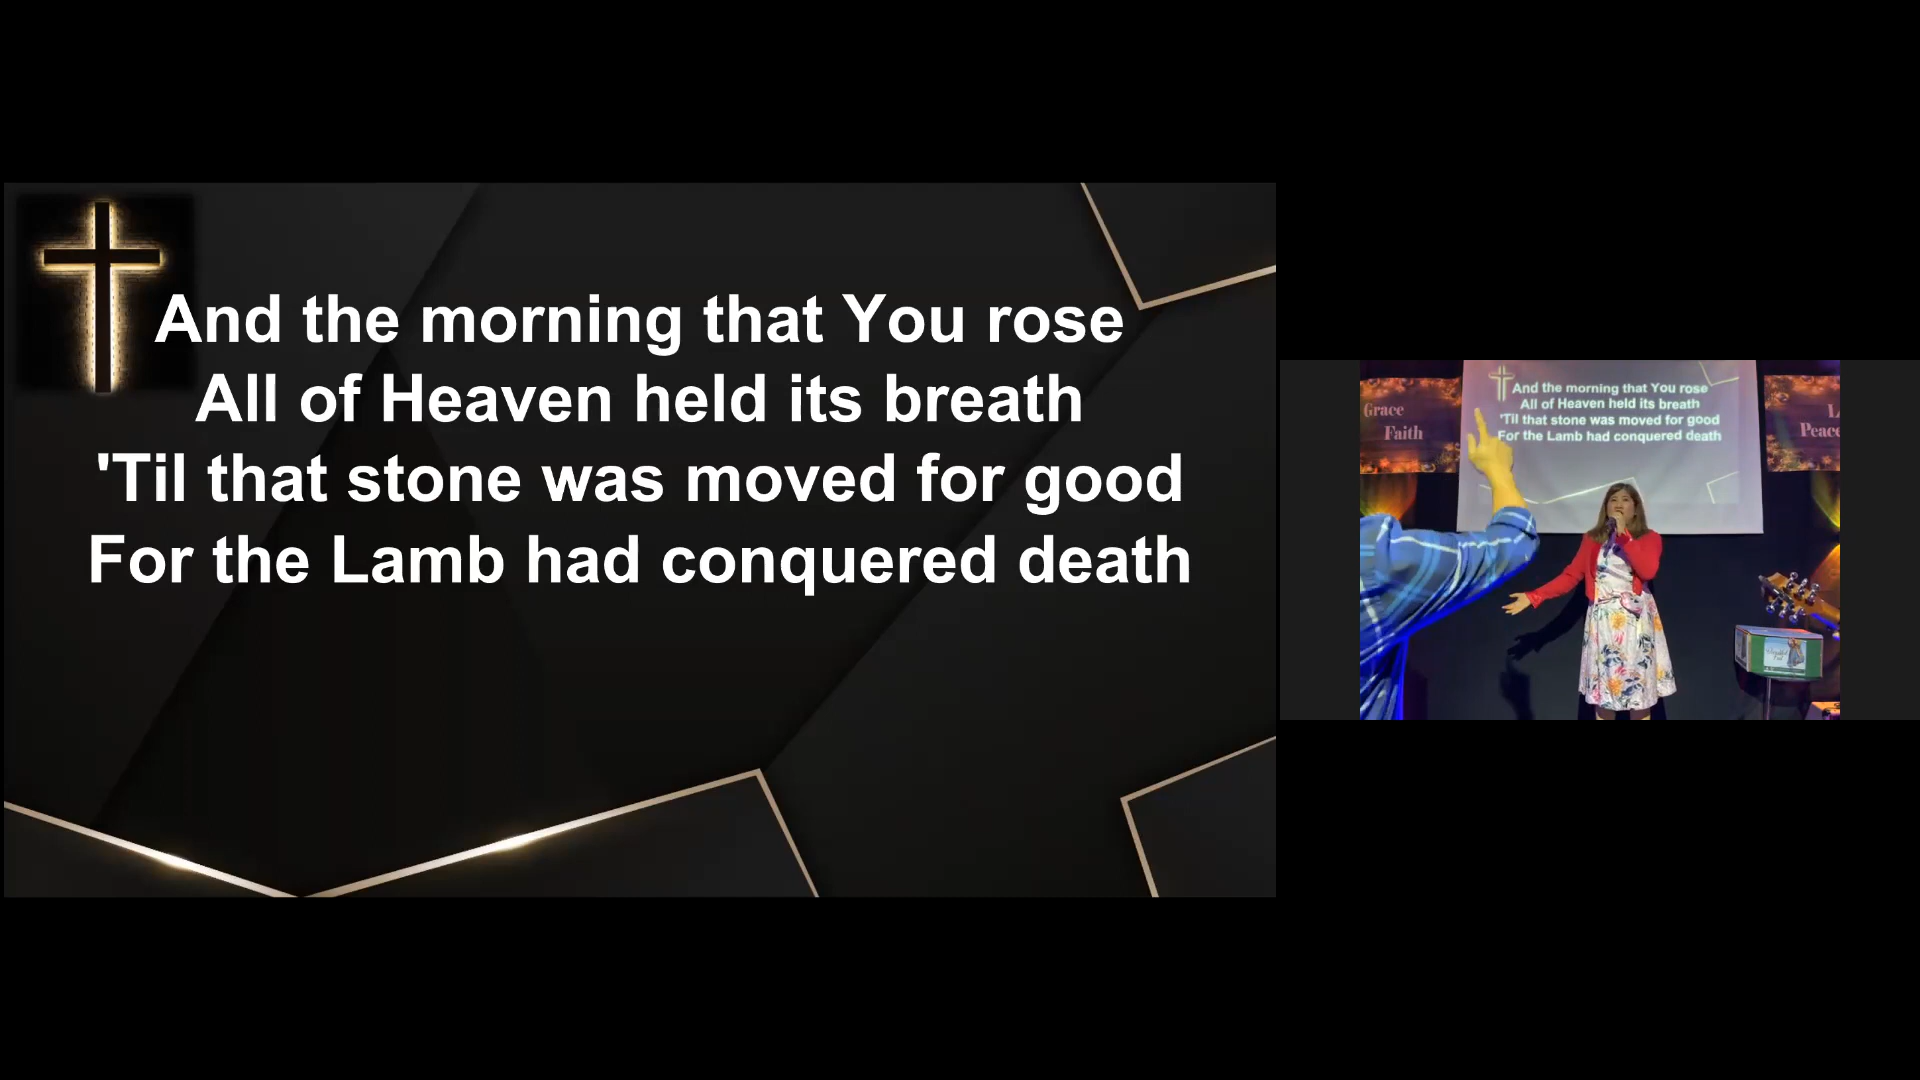 And the morning that You rose
All of Heaven held its breath
'Til that stone was moved for good
For the Lamb had conquered death
Grace
Faith
And the morning that You rose
All of Heaven held its breath
'Til that stone was moved for good
For the Lamb had conquered death
Peace